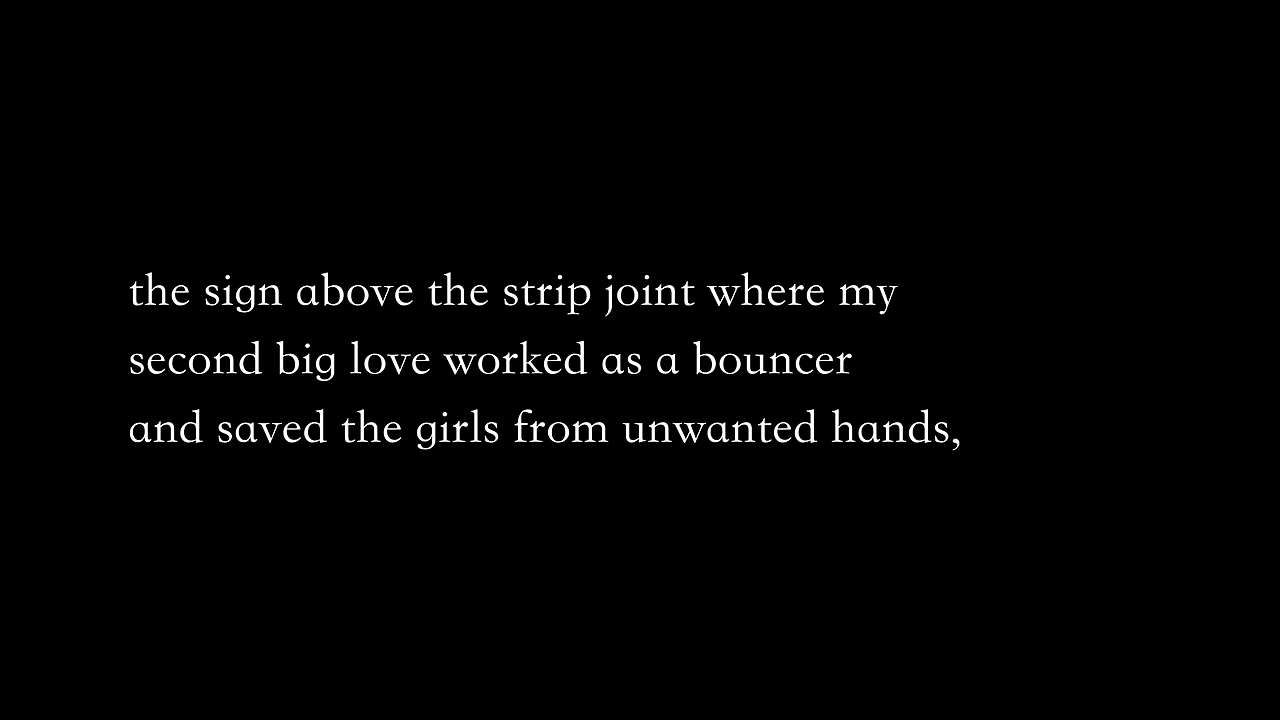 the sign above the strip joint where my
second big love worked as a bouncer
and saved the girls from unwanted hands,